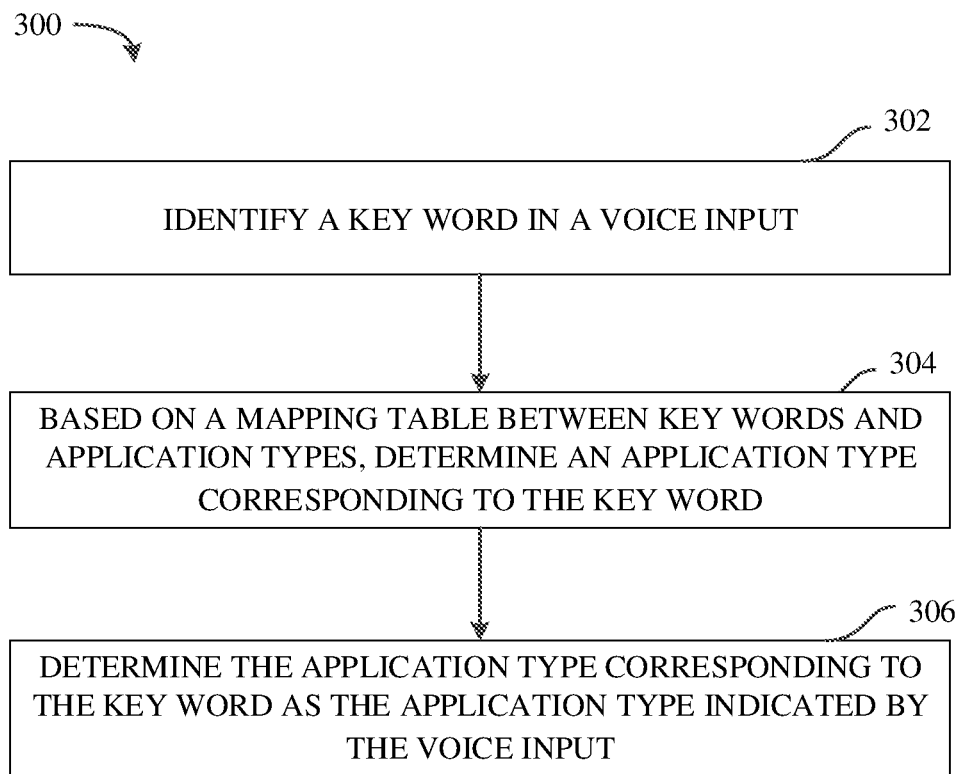 300
302
IDENTIFY A KEY WORD IN A VOICE INPUT
304
BASED ON A MAPPING TABLE BETWEEN KEY WORDS AND
APPLICATION TYPES, DETERMINE AN APPLICATION TYPE
CORRESPONDING TO THE KEY WORD
306
DETERMINE THE APPLICATION TYPE CORRESPONDING TO
THE KEY WORD AS THE APPLICATION TYPE INDICATED BY
THE VOICE INPUT